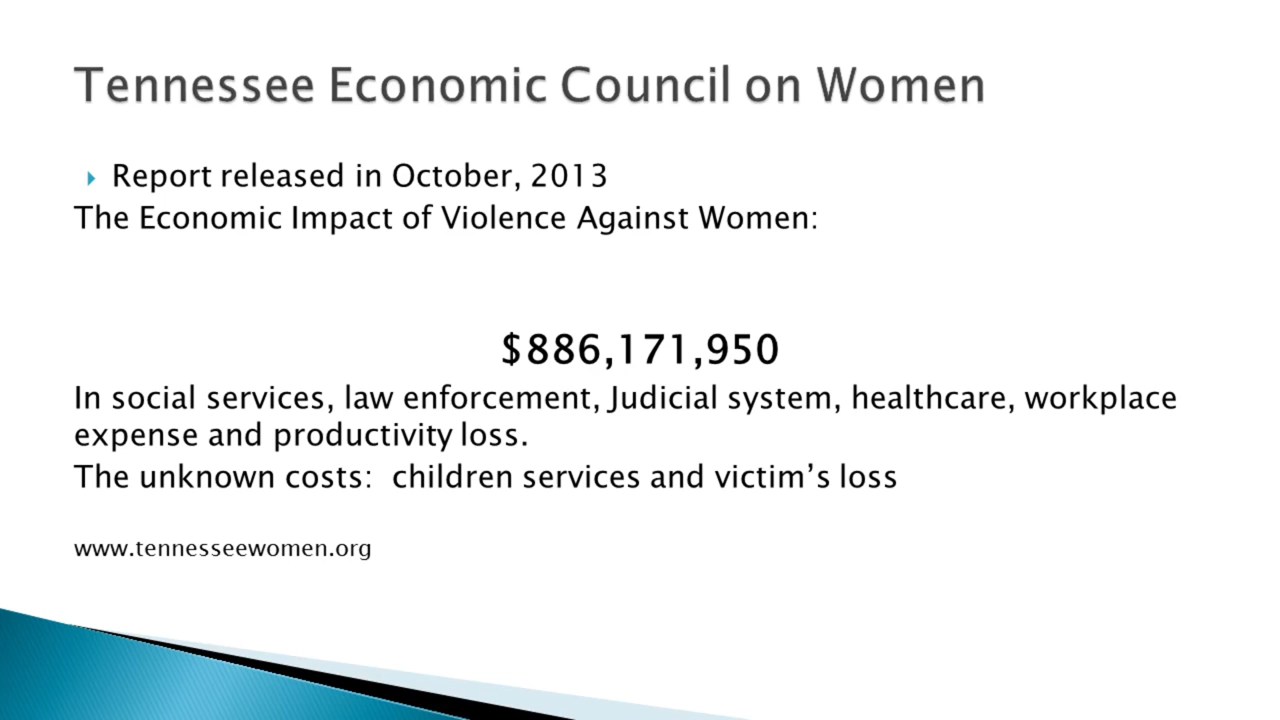 Tennessee Economic Council on Women
Report released in October, 2013
The Economic Impact of Violence Against Women:
$886,171,950
In social services, law enforcement, Judicial system, healthcare, workplace
expense and productivity loss.
The unknown costs:  children services and victim’s loss
www.tennesseewomen.org